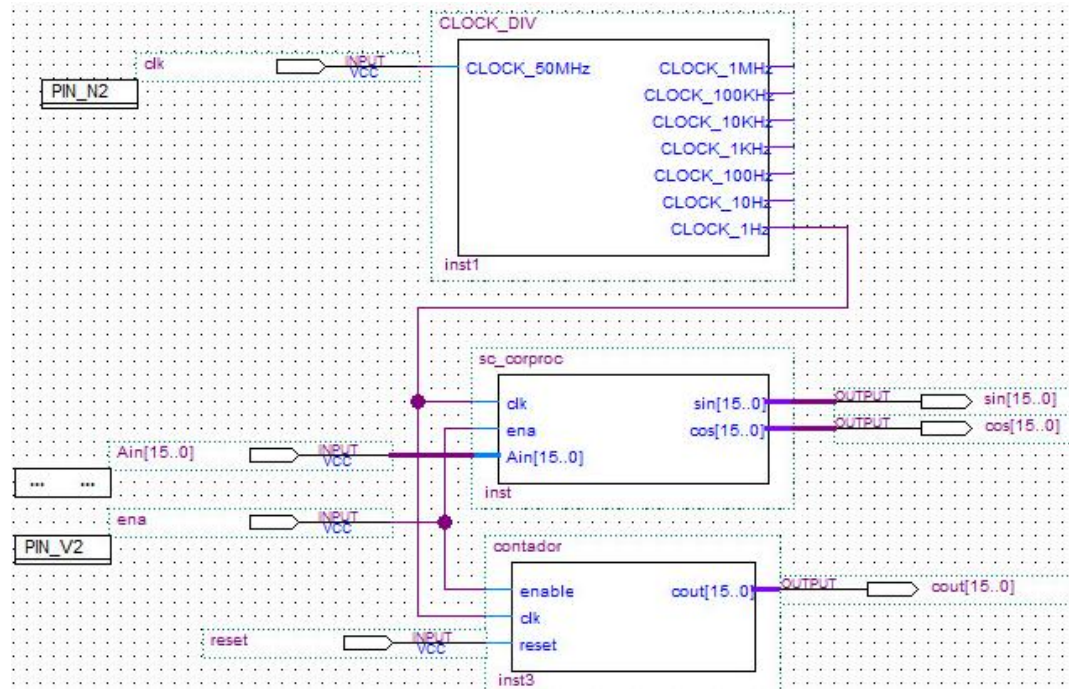 CLOCK_DIV
clk
INPUT
VCC
PIN_N2
CLOCK_50MHz
CLOCK_1MHz
CLOCK_100KHz
CLOCK_10KHz
CLOCK_1KHz
CLOCK_100Hz
CLOCK_10Hz
CLOCK_1Hz
inst1
sc_corproc
clk
ena
Ain[15..0]
sin[15..0]
cos[15..0]
inst
OUTPUT
sin[15..0]
OUTPUT
cos[15..0]
Ain[15..0]
INPUT
VCC
... ...
ena
INPUT
VCC
PIN_V2
contador
enable
clk
reset
cout[15..0]
inst3
OUTPUT
cout[15..0]
reset
INPUT
VCC